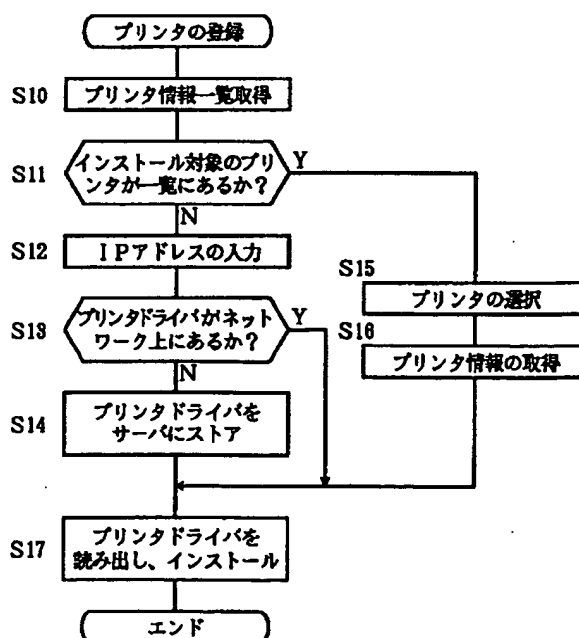 プリンタの登録
S10
プリンタ情報一覧取得
S11
インストール対象のプリ
ンタが一覧にあるか?
Y
N
S12
IPアドレスの入力
S15
プリンタの選択
S13
プリンタドライバがネット
ワーク上にあるか?
Y
S16
プリンタ情報の取得
N
S14
プリンタドライバを
サーバにストア
S17
プリンタドライバを
読み出し、インストール
エンド